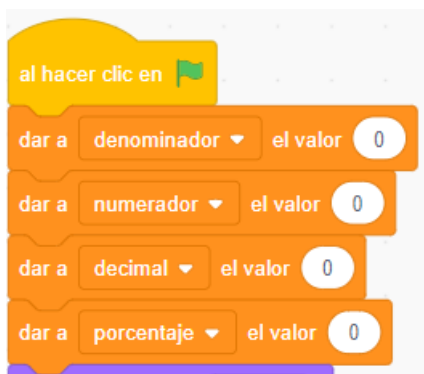 al hacer clic en
dar a denominador el valor 0
dar a numerador el valor 0
dar a decimal el valor 0
dar a porcentaje el valor 0